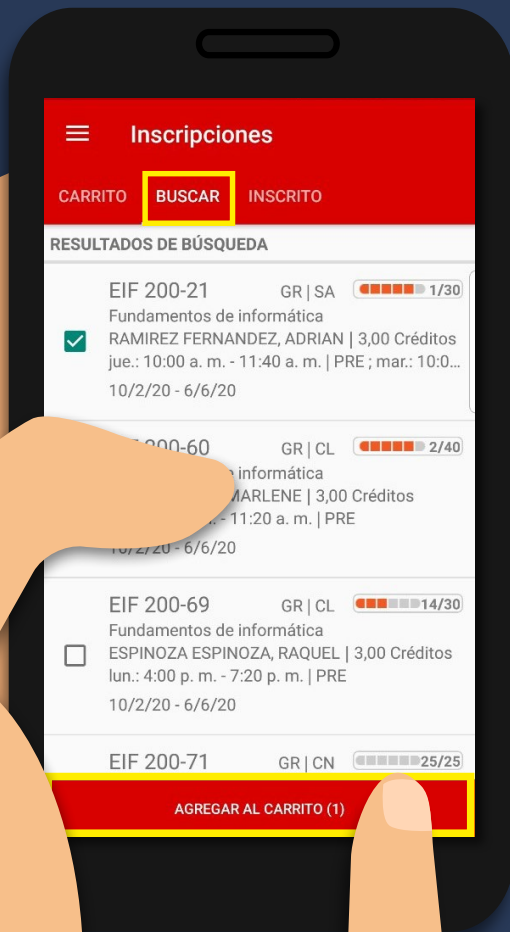 Inscripciones
CARRITO BUSCAR INSCRITO
RESULTADOS DE BÚSQUEDA
EIF 200-21 GR | SA 1/30
Fundamentos de informática
RAMIREZ FERNANDEZ, ADRIAN | 3,00 Créditos
jue.: 10:00 a. m. - 11:40 a. m. | PRE ; mar.: 10:0...
10/2/20 - 6/6/20
200-60 GR | CL 2/40
informática
MARLENE | 3,00 Créditos
- 11:20 a. m. | PRE
10/2/20 - 6/6/20
EIF 200-69 GR | CL 14/30
Fundamentos de informática
ESPINOZA ESPINOZA, RAQUEL | 3,00 Créditos
lun.: 4:00 p. m. - 7:20 p. m. | PRE
10/2/20 - 6/6/20
EIF 200-71 GR | CN 25/25
AGREGAR AL CARRITO (1)